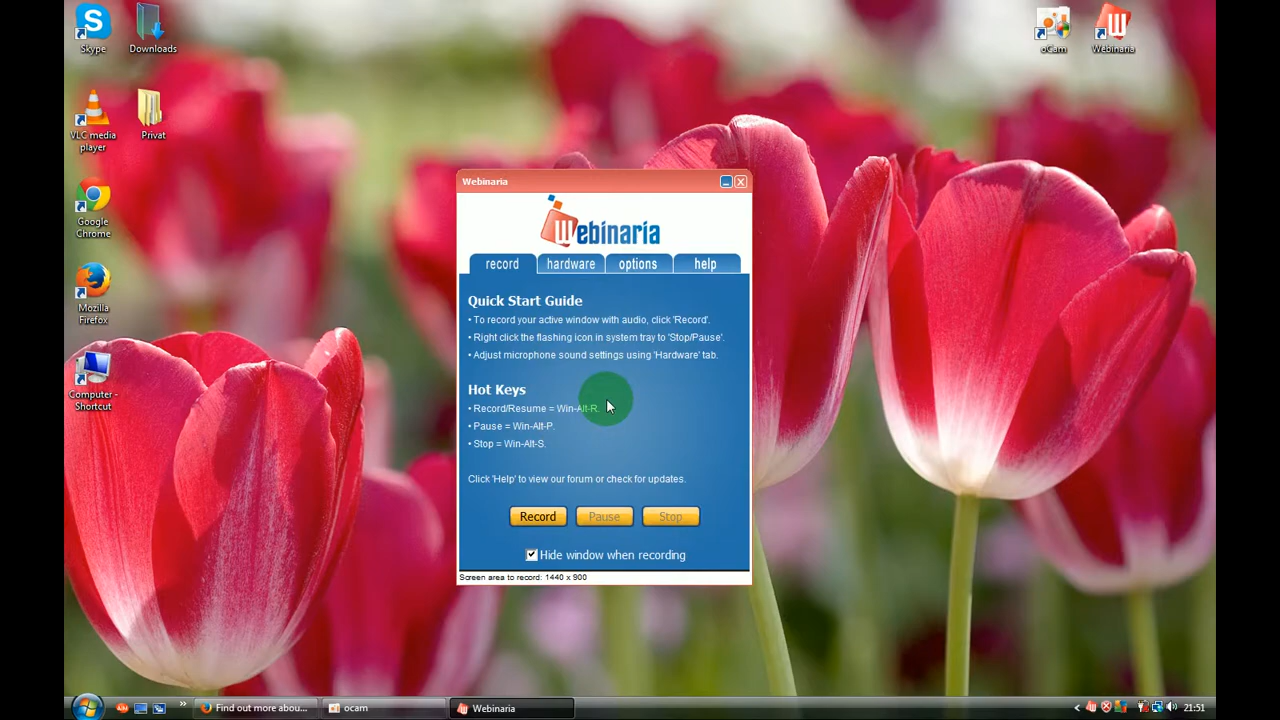 Skype
Downloads
oCam
Webinaria
VLC media
player
Privat
Google
Chrome
Mozilla
Firefox
Computer -
Shortcut
Webinaria
webinaria
record
hardware
options
help
Quick Start Guide
• To record your active window with audio, click 'Record'.
• Right click the flashing icon in system tray to 'Stop/Pause'.
• Adjust microphone sound settings using 'Hardware' tab.
Hot Keys
• Record/Resume = Win-Alt-R.
• Pause = Win-Alt-P.
• Stop = Win-Alt-S.
Click 'Help' to view our forum or check for updates.
Record
Pause
Stop
Hide window when recording
Screen area to record: 1440 x 900
Find out more abou...
ocam
Webinaria
21:51